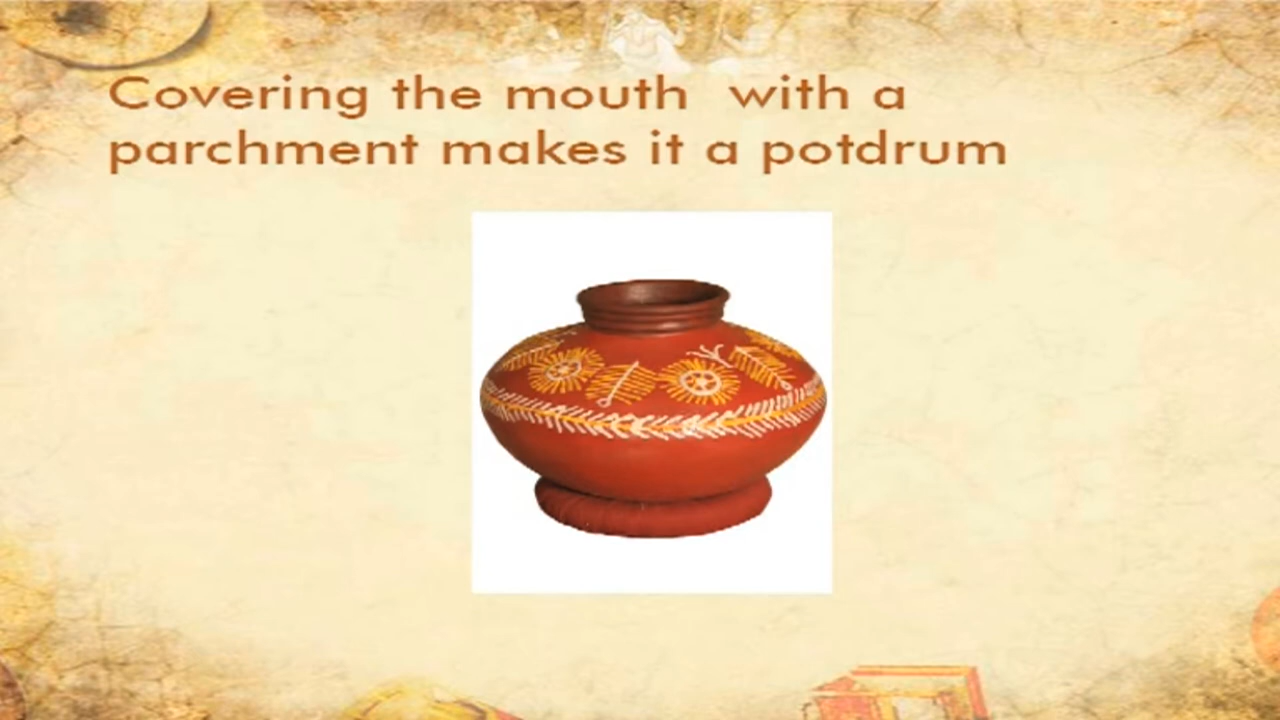 Covering the mouth with a
parchment makes it a potdrum